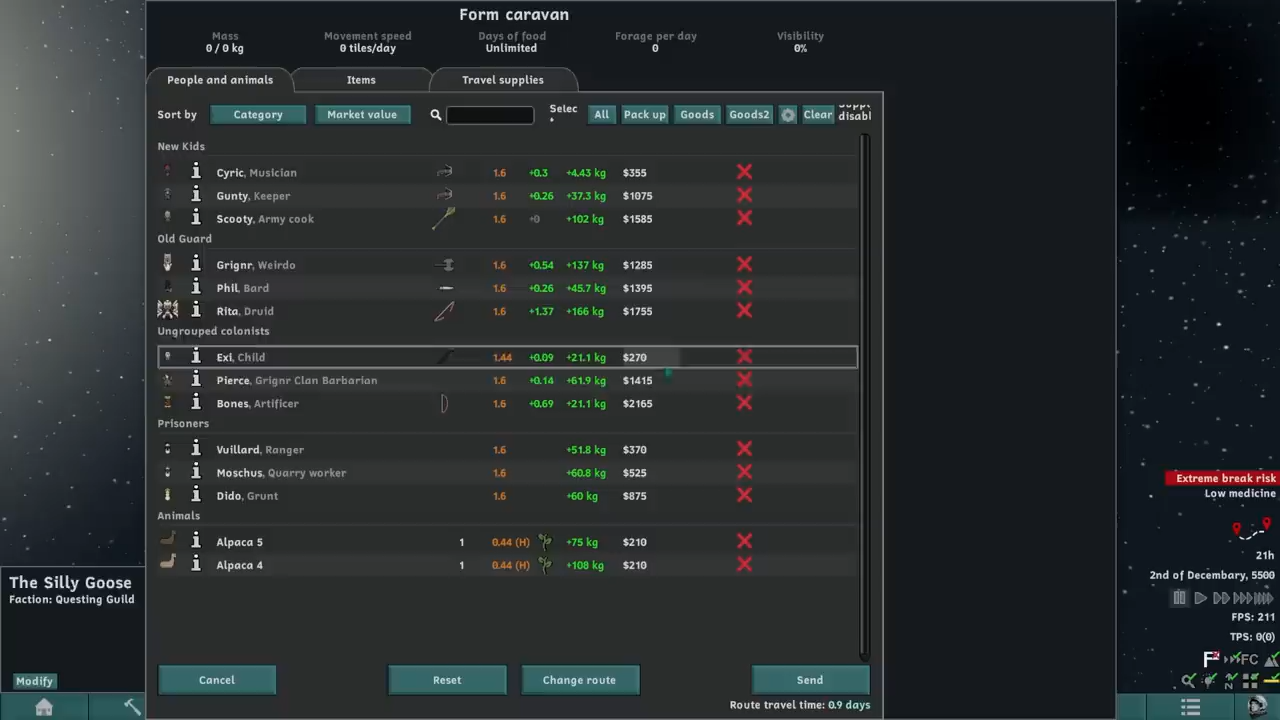 Form caravan
Mass Movement speed Days of food Forage per day Visibility
0 / 0 kg 0 tiles/day Unlimited 0 0%
People and animals Items Travel supplies
Sort by Category Market value Selec All Pack up Goods Goods2 Clear disabl
New Kids
Cyric, Musician 1.6 +0.3 +4.43 kg $355
Gunty, Keeper 1.6 +0.26 +37.3 kg $1075
Scooty, Army cook 1.6 +0 +102 kg $1585
Old Guard
Grignr, Weirdo 1.6 +0.54 +137 kg $1285
Phil, Bard 1.6 +0.26 +45.7 kg $1395
Rita, Druid 1.6 +1.37 +166 kg $1755
Ungrouped colonists
Exi, Child 1.44 +0.09 +21.1 kg $270
Pierce, Grignr Clan Barbarian 1.6 +0.14 +61.9 kg $1415
Bones, Artificer 1.6 +0.69 +21.1 kg $2165
Prisoners
Vuillard, Ranger 1.6 +51.8 kg $370
Moschus, Quarry worker 1.6 +60.8 kg $525
Dido, Grunt 1.6 +60 kg $875
Animals
Alpaca 5 1 0.44 (H) +75 kg $210
Alpaca 4 1 0.44 (H) +108 kg $210
Cancel Reset Change route Send
Route travel time: 0.9 days
The Silly Goose
Faction: Questing Guild
Modify
Extreme break risk
Low medicine
21h
2nd of Decembary, 5500
FPS: 211
TPS: 0(0)
F FC